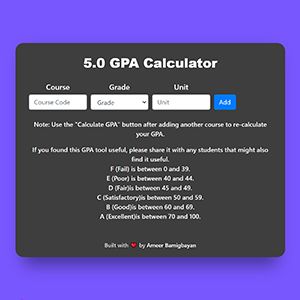 5.0 GPA Calculator
Course Grade Unit
Course Code Grade Unit Add
Note: Use the "Calculate GPA" button after adding another course to re-calculate
your GPA.
If you found this GPA tool useful, please share it with any students that might also
find it useful.
F (Fail) is between 0 and 39.
E (Poor) is between 40 and 44.
D (Fair)is between 45 and 49.
C (Satisfactory)is between 50 and 59.
B (Good)is between 60 and 69.
A (Excellent)is between 70 and 100.
Built with ❤ by Ameer Bamigbayan